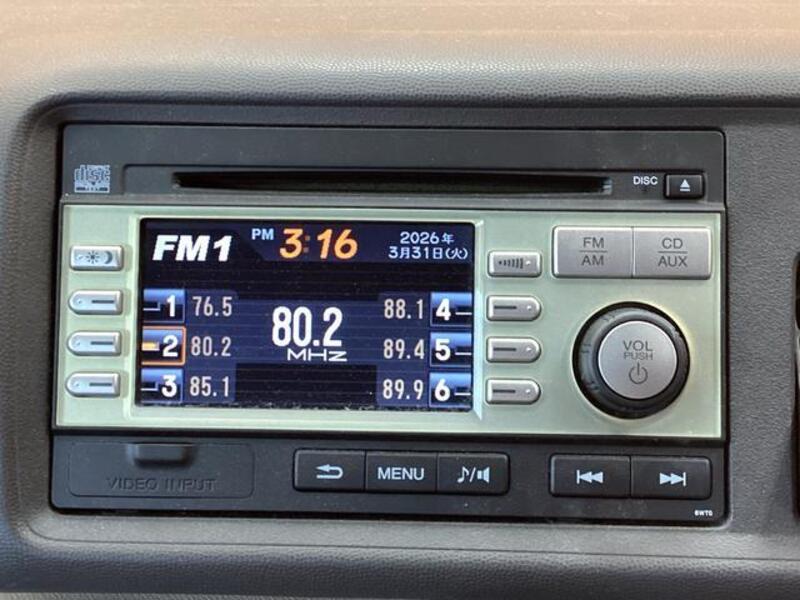 disc
DISC
FM1
PM 3:16
2026年
3月31日(火)
FM
AM
CD
AUX
1 76.5
2 80.2
3 85.1
80.2
MHz
88.1 4
89.4 5
89.9 6
VOL
PUSH
VIDEO INPUT
MENU
6WT0